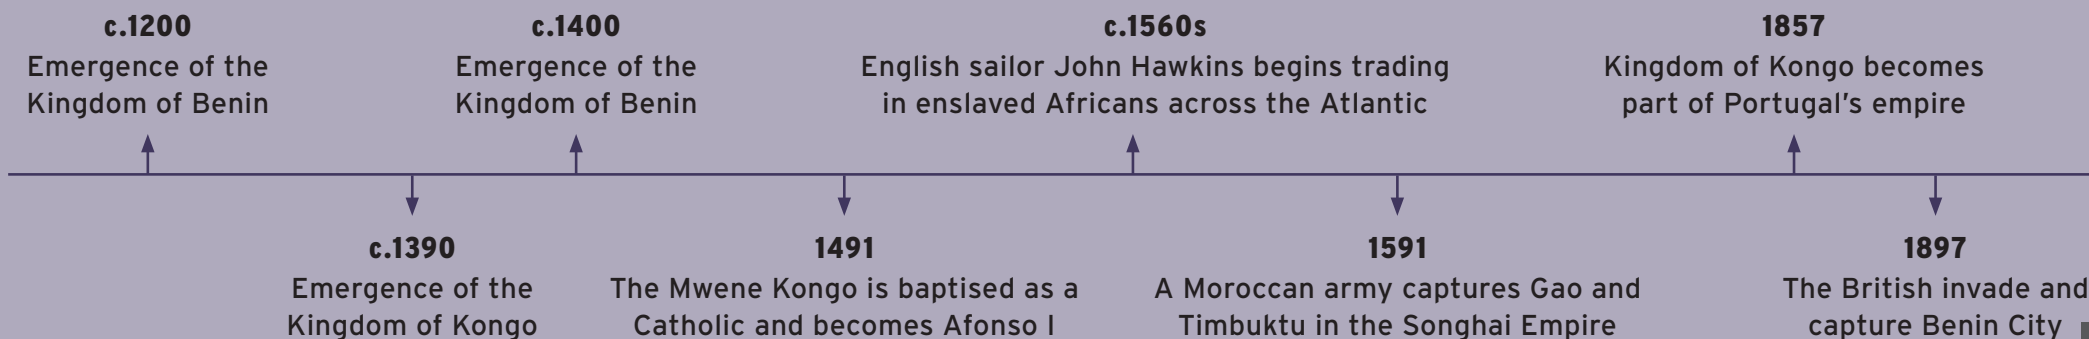 c.1200
Emergence of the
Kingdom of Benin
c.1400
Emergence of the
Kingdom of Benin
c.1560s
English sailor John Hawkins begins trading
in enslaved Africans across the Atlantic
1857
Kingdom of Kongo becomes
part of Portugal’s empire
c.1390
Emergence of the
Kingdom of Kongo
1491
The Mwene Kongo is baptised as a
Catholic and becomes Afonso I
1591
A Moroccan army captures Gao and
Timbuktu in the Songhai Empire
1897
The British invade and
capture Benin City